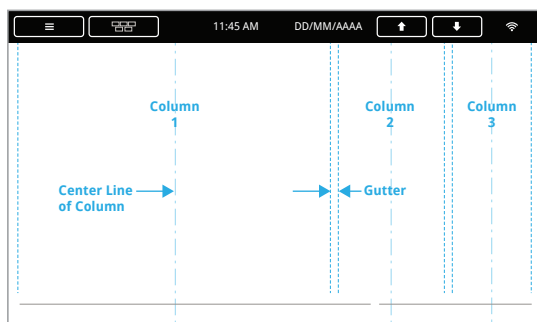 11:45 AM DD/MM/AAAA
Column
1
Column
2
Column
3
Center Line
of Column
Gutter